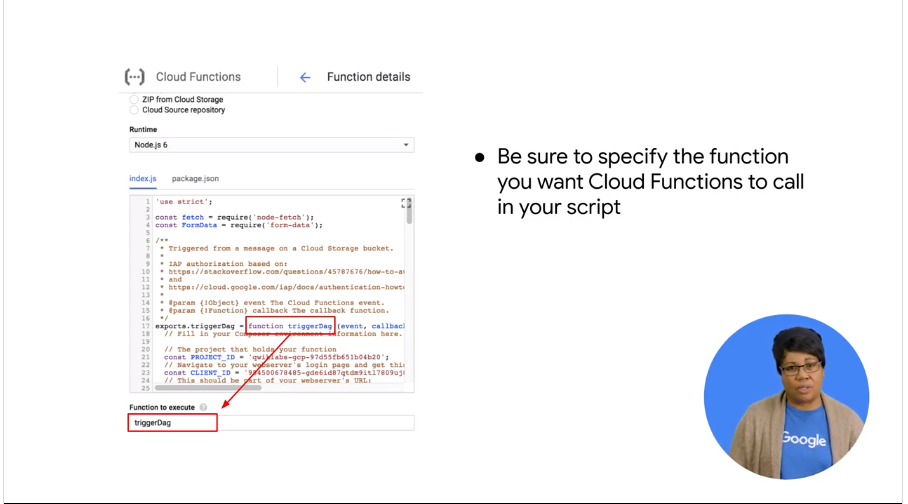 Cloud Functions
Function details
ZIP from Cloud Storage
Cloud Source repository
Runtime
Node.js 6
index.js package.json
1 'use strict';
2
3 const fetch = require('node-fetch');
4 const FormData = require('form-data');
5
6 /**
7 * Triggered from a message on a Cloud Storage bucket.
8 *
9 * IAP authorization based on:
10 * https://stackoverflow.com/questions/45787676/how-to-au
11 * and
12 * https://cloud.google.com/iap/docs/authentication-howto
13 *
14 * @param {!Object} event The Cloud Functions event.
15 * @param {!Function} callback The callback function.
16 */
17 exports.triggerDag = function triggerDag (event, callback
18 // Fill in your Composer environment information here.
19
20 // The project that holds your function
21 const PROJECT_ID = 'qwiklabs-gcp-97d55fb651b04b20';
22 // Navigate to your webserver's login page and get this
23 const CLIENT_ID =
24 // This should be part of your webserver's URL:
25
Function to execute
triggerDag
● Be sure to specify the function
you want Cloud Functions to call
in your script
Google